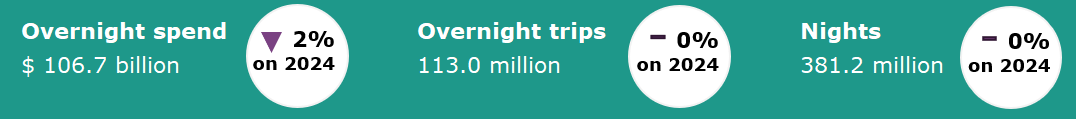 Overnight spend
$ 106.7 billion
▼ 2%
on 2024
Overnight trips
113.0 million
– 0%
on 2024
Nights
381.2 million
– 0%
on 2024